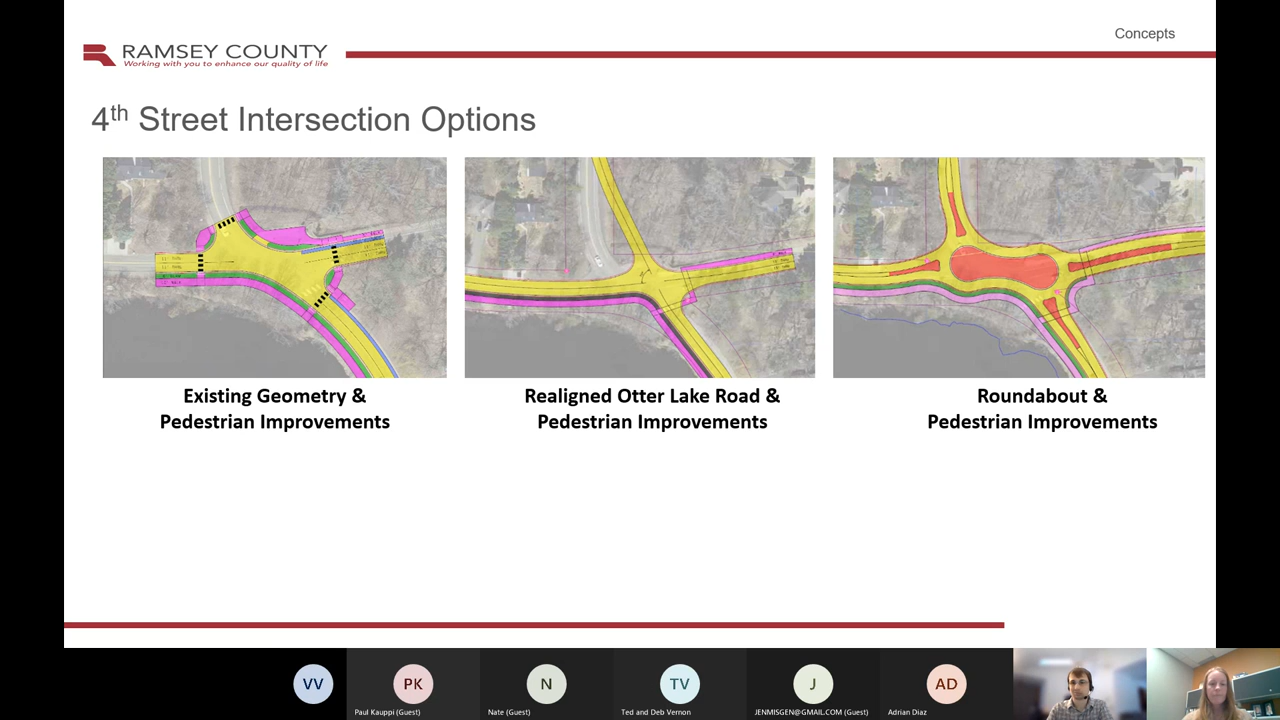 Concepts
RAMSEY COUNTY
Working with you to enhance our quality of life
4th Street Intersection Options
Existing Geometry &
Pedestrian Improvements
Realigned Otter Lake Road &
Pedestrian Improvements
Roundabout &
Pedestrian Improvements
VV
PK
N
TV
J
AD
Paul Kauppi (Guest)
Nate (Guest)
Ted and Deb Vernon
JENMISGEN@GMAIL.COM (Guest)
Adrian Diaz